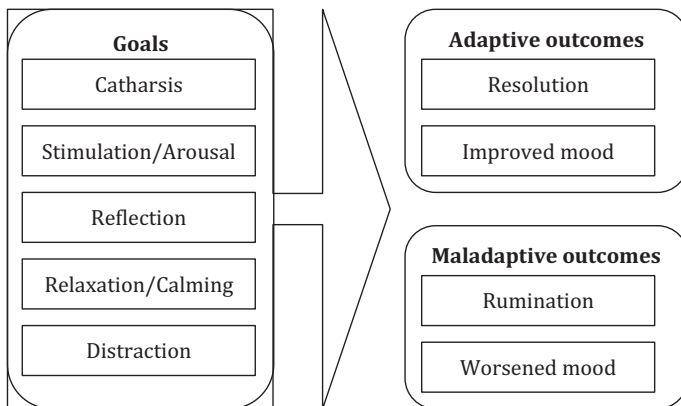 Goals
Catharsis
Stimulation/Arousal
Reflection
Relaxation/Calming
Distraction
Adaptive outcomes
Resolution
Improved mood
Maladaptive outcomes
Rumination
Worsened mood